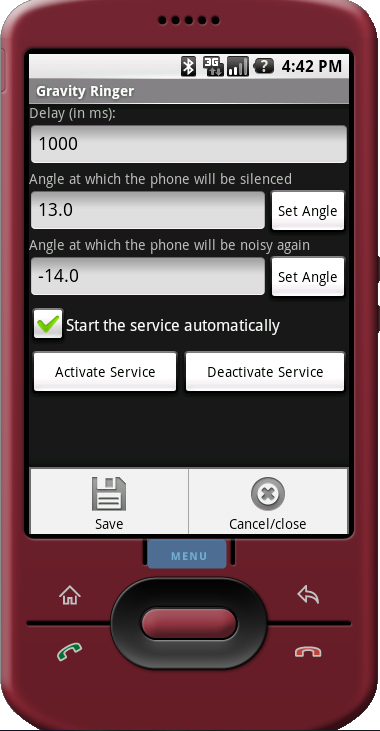 3G
? 4:42 PM
Gravity Ringer
Delay (in ms):
1000
Angle at which the phone will be silenced
13.0
Set Angle
Angle at which the phone will be noisy again
-14.0
Set Angle
Start the service automatically
Activate Service
Deactivate Service
Save
Cancel/close
MENU